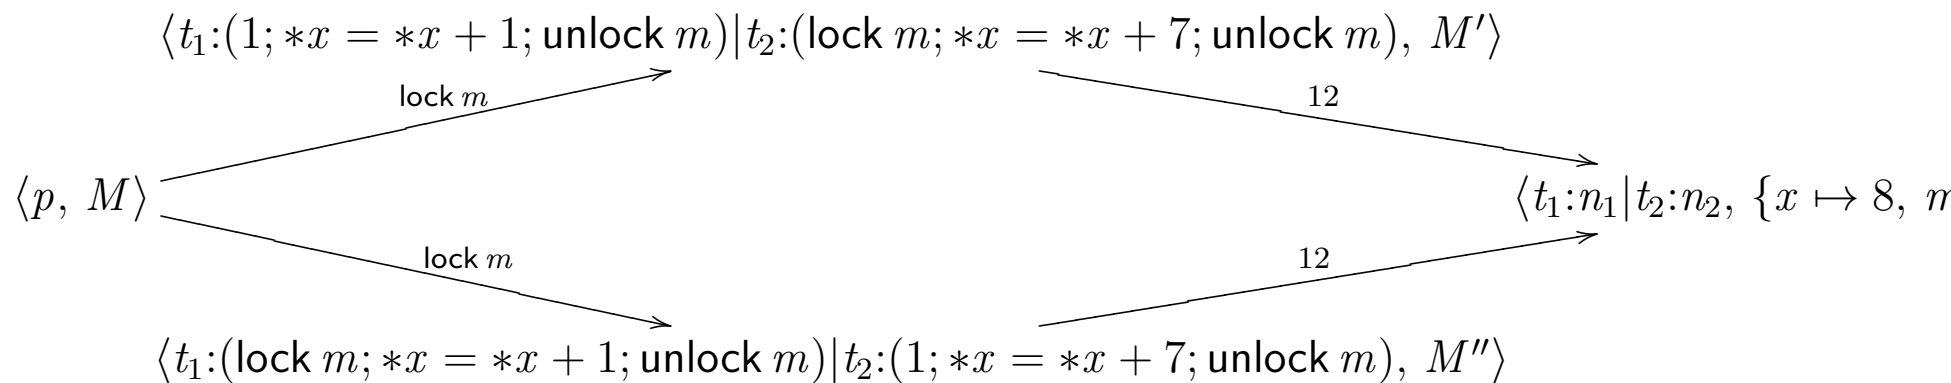 ⟨t₁:(1; ∗x = ∗x + 1; unlock m)|t₂:(lock m; ∗x = ∗x + 7; unlock m), M′⟩
lock m
12
⟨p, M⟩
⟨t₁:n₁|t₂:n₂, {x ↦ 8, m
lock m
12
⟨t₁:(lock m; ∗x = ∗x + 1; unlock m)|t₂:(1; ∗x = ∗x + 7; unlock m), M″⟩